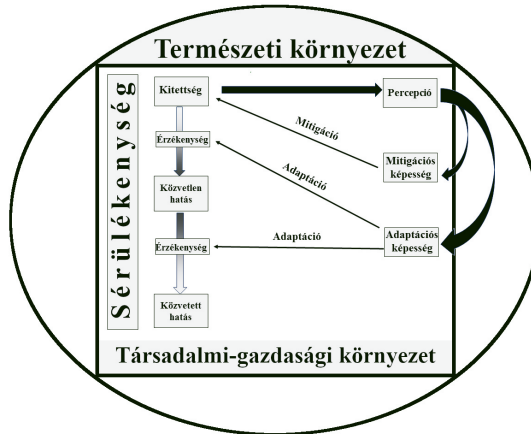 Természeti környezet
Sérülékenység
Kitettség
Percepció
Mitigáció
Érzékenység
Mitigációs
képesség
Adaptáció
Közvetlen
hatás
Adaptációs
képesség
Adaptáció
Érzékenység
Közvetett
hatás
Társadalmi-gazdasági környezet